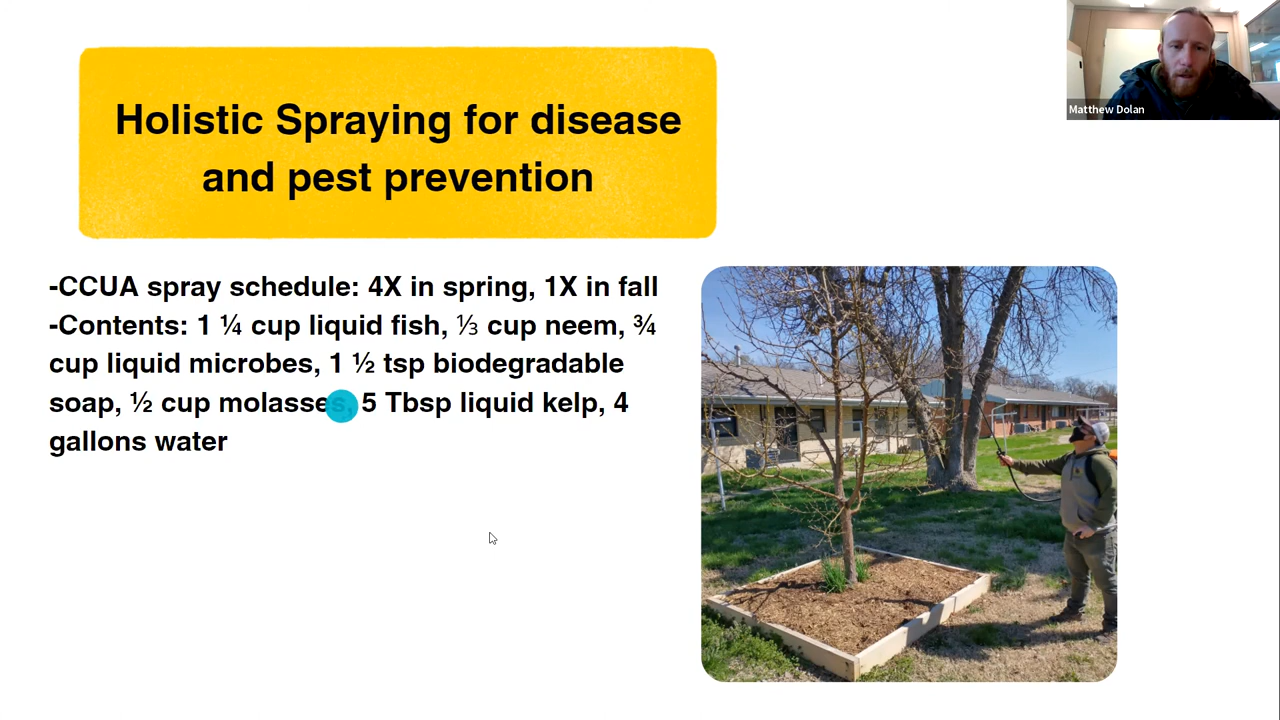 Holistic Spraying for disease
and pest prevention
Matthew Dolan
-CCUA spray schedule: 4X in spring, 1X in fall
-Contents: 1 ¼ cup liquid fish, ⅓ cup neem, ¾
cup liquid microbes, 1 ½ tsp biodegradable
soap, ½ cup molasses, 5 Tbsp liquid kelp, 4
gallons water